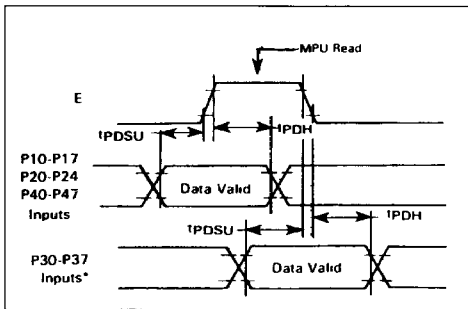 MPU Read
E
tPDSU
tPDH
P10-P17
P20-P24
P40-P47
Inputs
Data Valid
tPDSU
tPDH
P30-P37
Inputs*
Data Valid